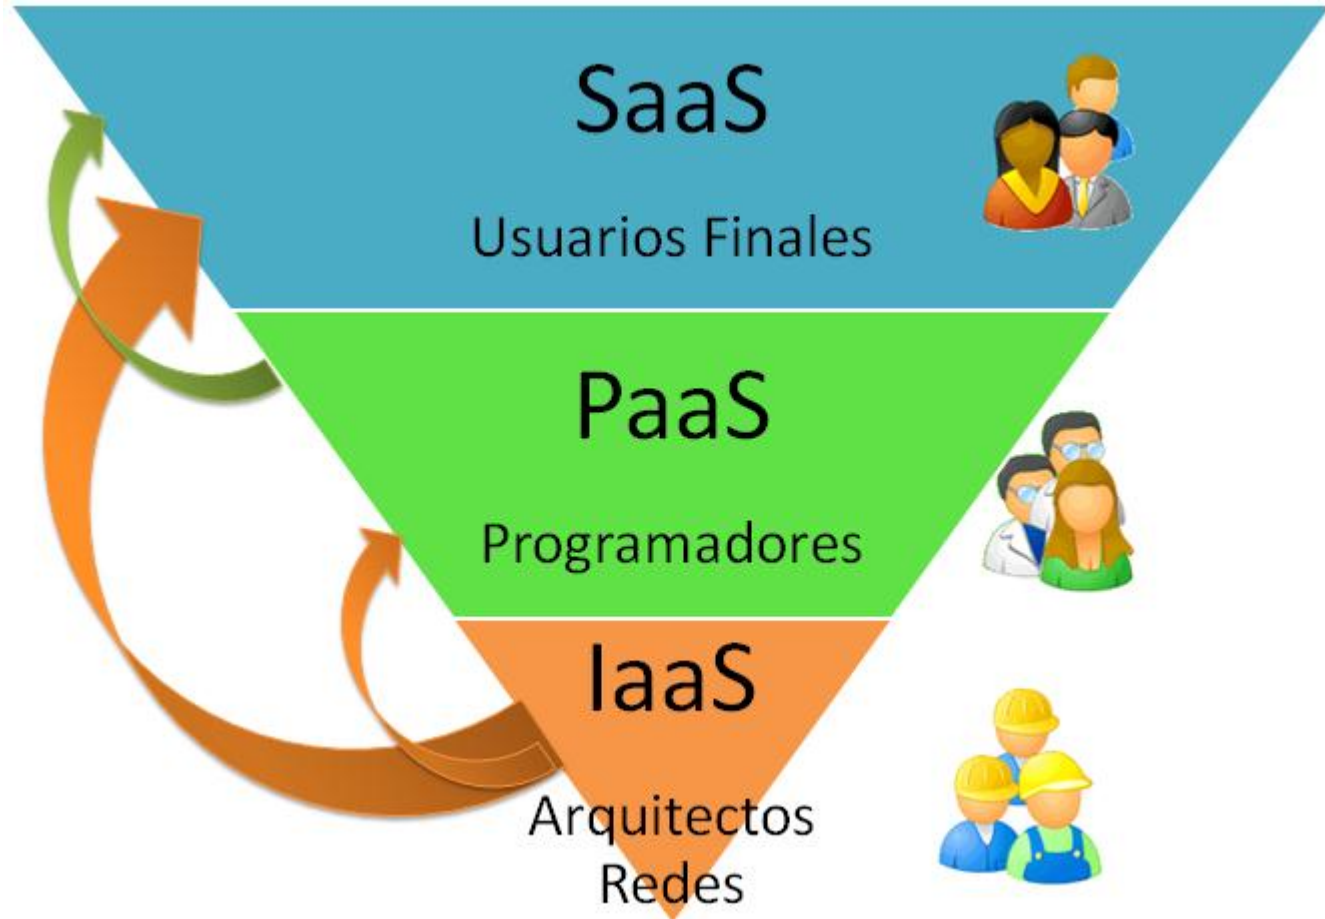 SaaS
Usuarios Finales
PaaS
Programadores
IaaS
Arquitectos
Redes